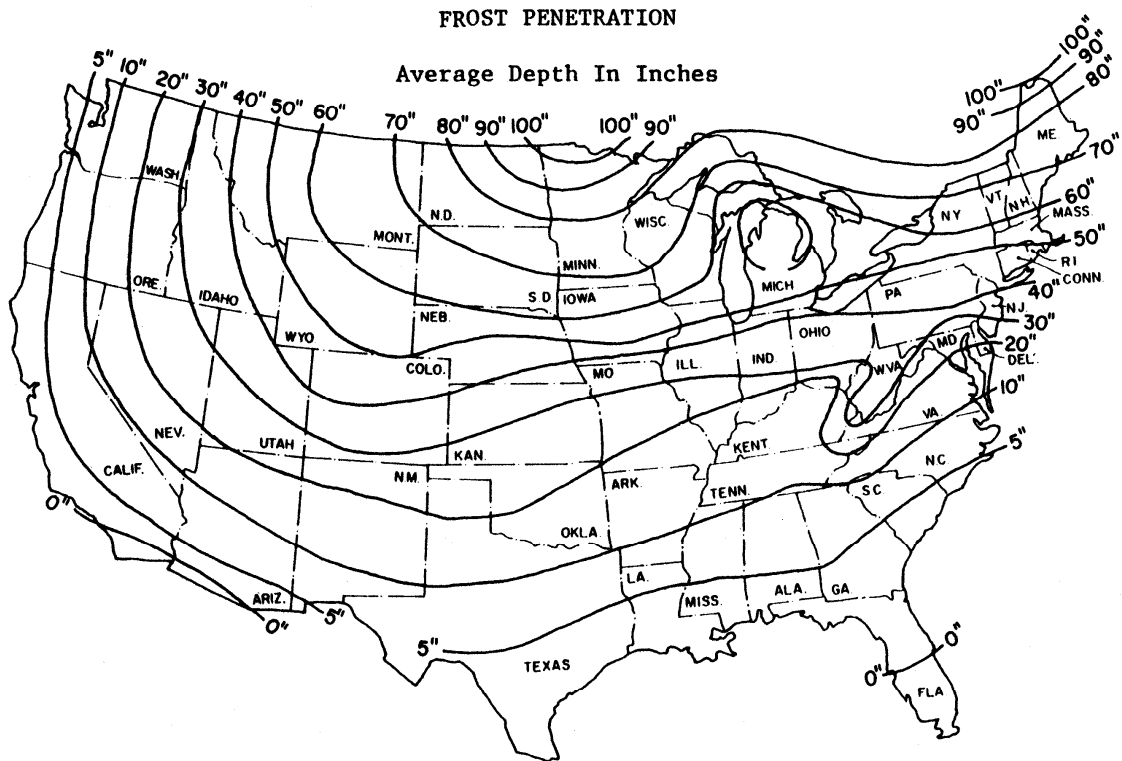 FROST PENETRATION
Average Depth In Inches
5" 10" 20" 30" 40" 50" 60" 70" 80" 90" 100" 100" 90"
100" 90" 80"
100"
90"
ME
70"
WASH
VT. N.H.
60"
N.D. WISC. NY
MASS.
MONT. 50"
MINN. RI
ORE. IDAHO S.D IOWA MICH PA CONN.
40"
NEB. N.J.
WYO OHIO 30"
MD 20"
COLO. MO ILL. IND. WVA DEL.
10"
VA.
NEV. UTAH KAN. KENT. 5"
CALIF. N.M. ARK. TENN. S.C. N.C
0"
OKLA.
LA.
ARIZ. MISS. ALA. GA.
0" 5"
5" 0"
TEXAS 0"
FLA